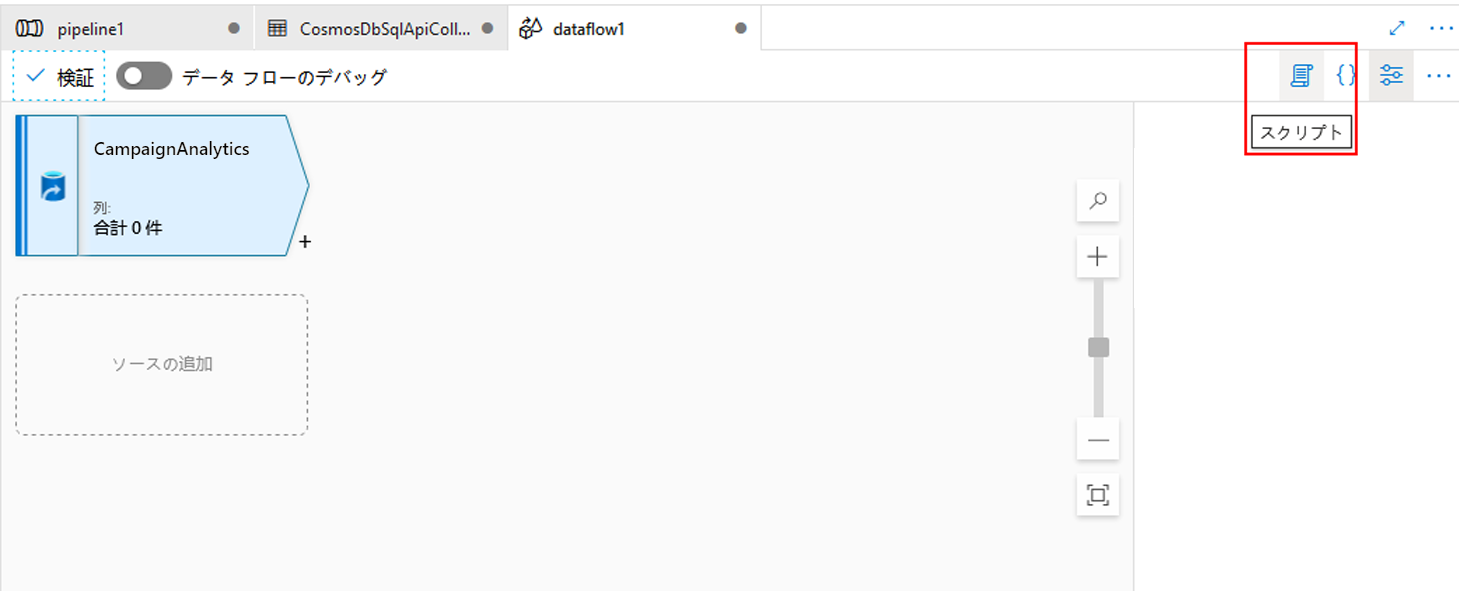 pipeline1
CosmosDbSqlApiColl...
dataflow1
検証
データ フローのデバッグ
スクリプト
CampaignAnalytics
列:
合計 0 件
ソースの追加